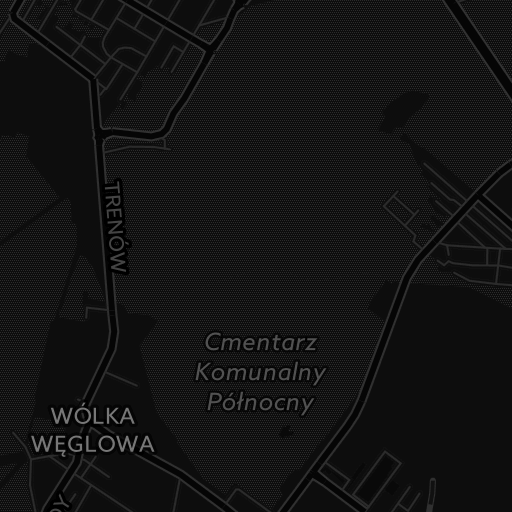 TRENÓW
Cmentarz
Komunalny
Północny
WÓLKA
WĘGLOWA